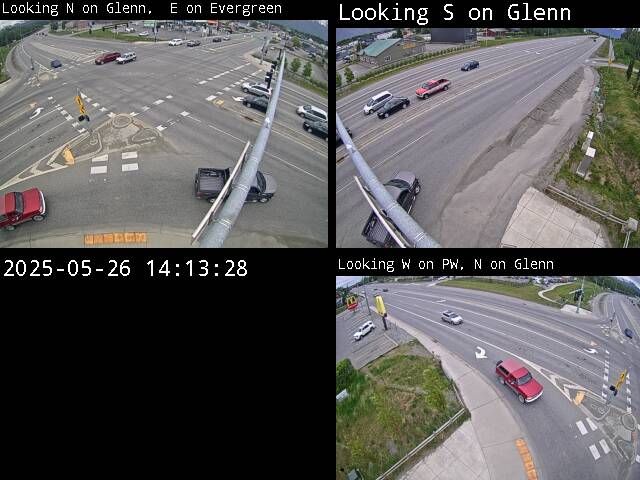 Looking N on Glenn,  E on Evergreen
Looking S on Glenn
2025-05-26 14:13:28
Looking W on PW, N on Glenn